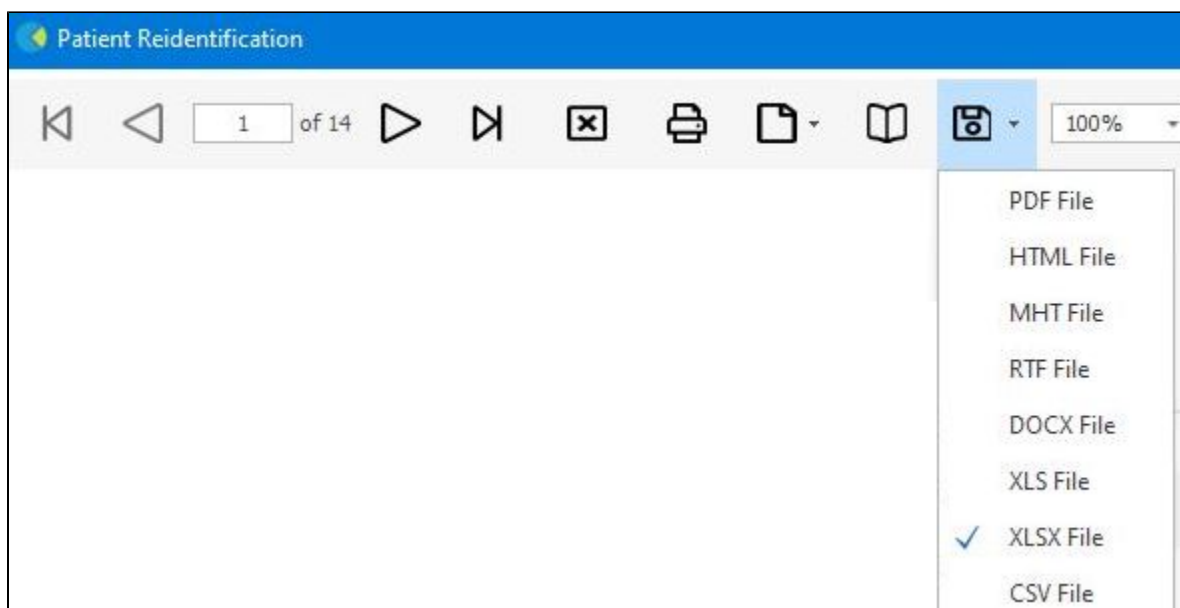 Patient Reidentification
1 of 14 100%
PDF File
HTML File
MHT File
RTF File
DOCX File
XLS File
XLSX File
CSV File